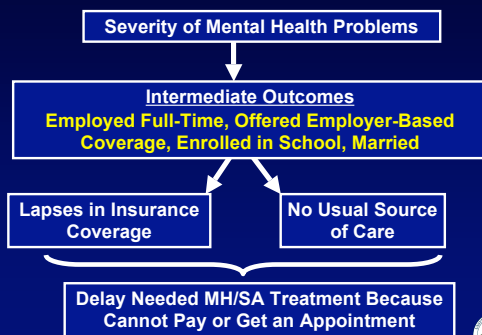 Severity of Mental Health Problems
Intermediate Outcomes
Employed Full-Time, Offered Employer-Based
Coverage, Enrolled in School, Married
Lapses in Insurance
Coverage
No Usual Source
of Care
Delay Needed MH/SA Treatment Because
Cannot Pay or Get an Appointment